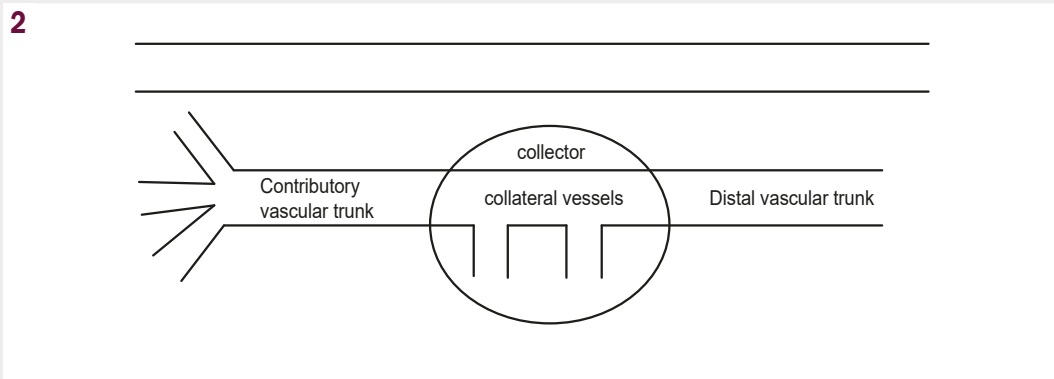 2
collector
Contributory
vascular trunk
collateral vessels
Distal vascular trunk